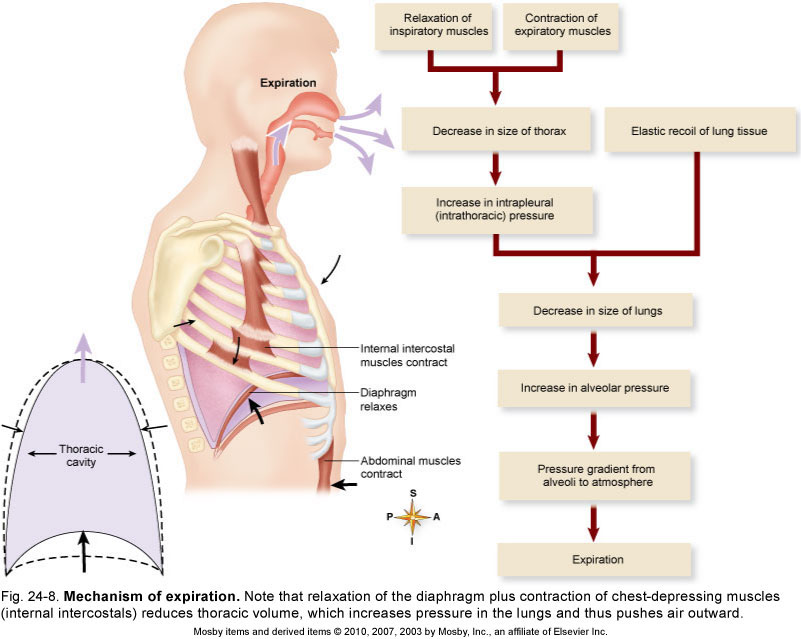 Relaxation of
inspiratory muscles
Contraction of
expiratory muscles
Expiration
Decrease in size of thorax
Elastic recoil of lung tissue
Increase in intrapleural
(intrathoracic) pressure
Decrease in size of lungs
Internal intercostal
muscles contract
Increase in alveolar pressure
Diaphragm
relaxes
Thoracic
cavity
Abdominal muscles
contract
Pressure gradient from
alveoli to atmosphere
S
P
A
I
Expiration
Fig. 24-8. Mechanism of expiration. Note that relaxation of the diaphragm plus contraction of chest-depressing muscles
(internal intercostals) reduces thoracic volume, which increases pressure in the lungs and thus pushes air outward.
Mosby items and derived items © 2010, 2007, 2003 by Mosby, Inc., an affiliate of Elsevier Inc.